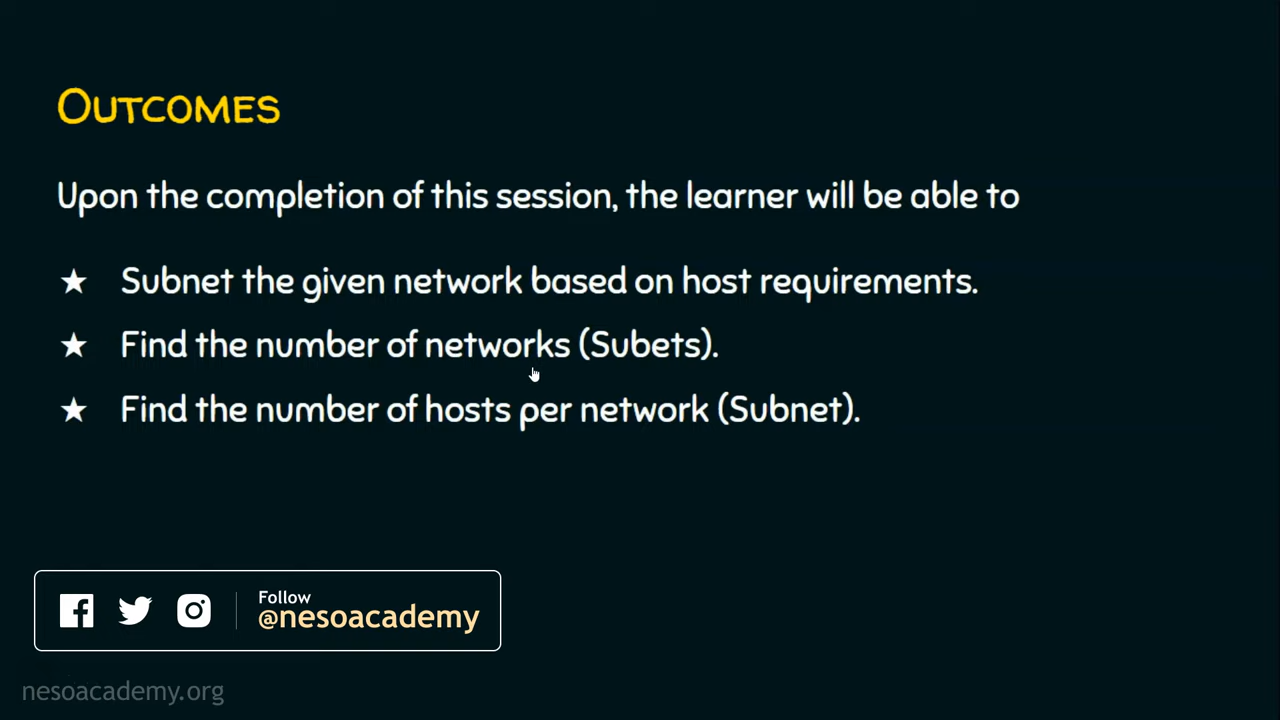 Outcomes
Upon the completion of this session, the learner will be able to
★ Subnet the given network based on host requirements.
★ Find the number of networks (Subets).
★ Find the number of hosts per network (Subnet).
Follow
@nesoacademy
nesoacademy.org